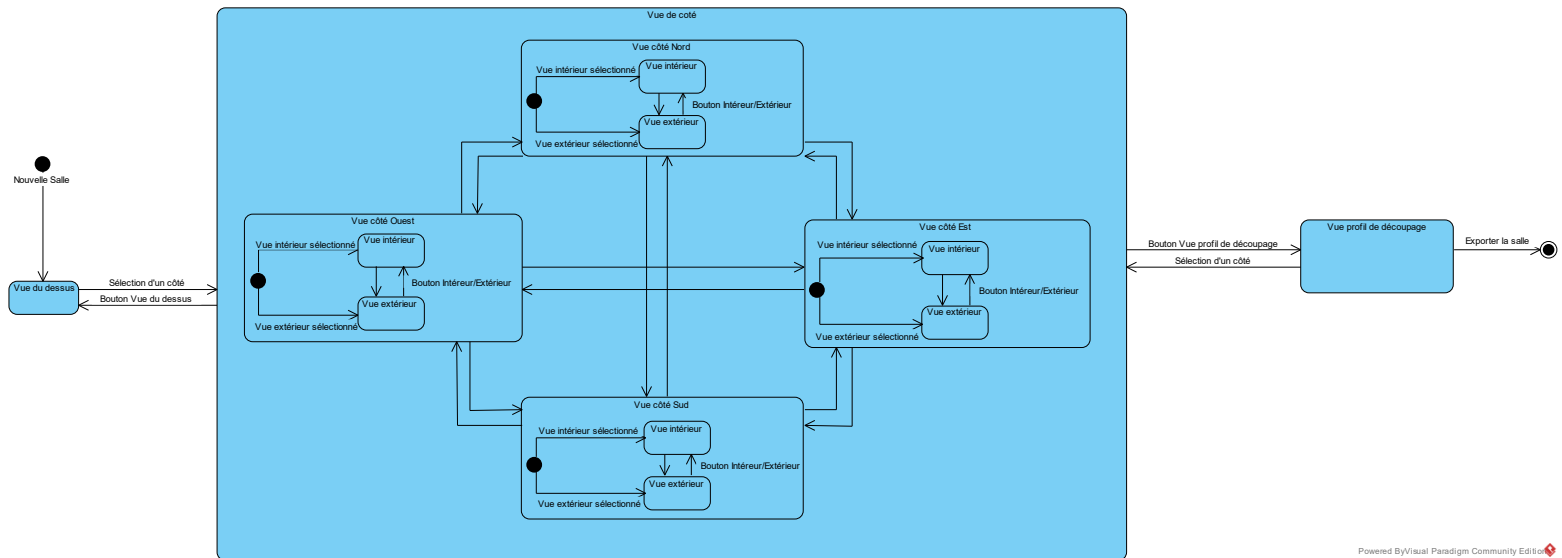 Vue de coté
Vue côté Nord
Vue intérieur sélectionné
Vue intérieur
Bouton Intéreur/Extérieur
Vue extérieur
Vue extérieur sélectionné
Nouvelle Salle
Vue du dessus
Sélection d'un côté
Bouton Vue du dessus
Vue côté Ouest
Vue intérieur sélectionné
Vue intérieur
Bouton Intéreur/Extérieur
Vue extérieur
Vue extérieur sélectionné
Vue côté Est
Vue intérieur sélectionné
Vue intérieur
Bouton Intéreur/Extérieur
Vue extérieur
Vue extérieur sélectionné
Vue côté Sud
Vue intérieur sélectionné
Vue intérieur
Bouton Intéreur/Extérieur
Vue extérieur
Vue extérieur sélectionné
Bouton Vue profil de découpage
Sélection d'un côté
Vue profil de découpage
Exporter la salle
Powered By Visual Paradigm Community Edition